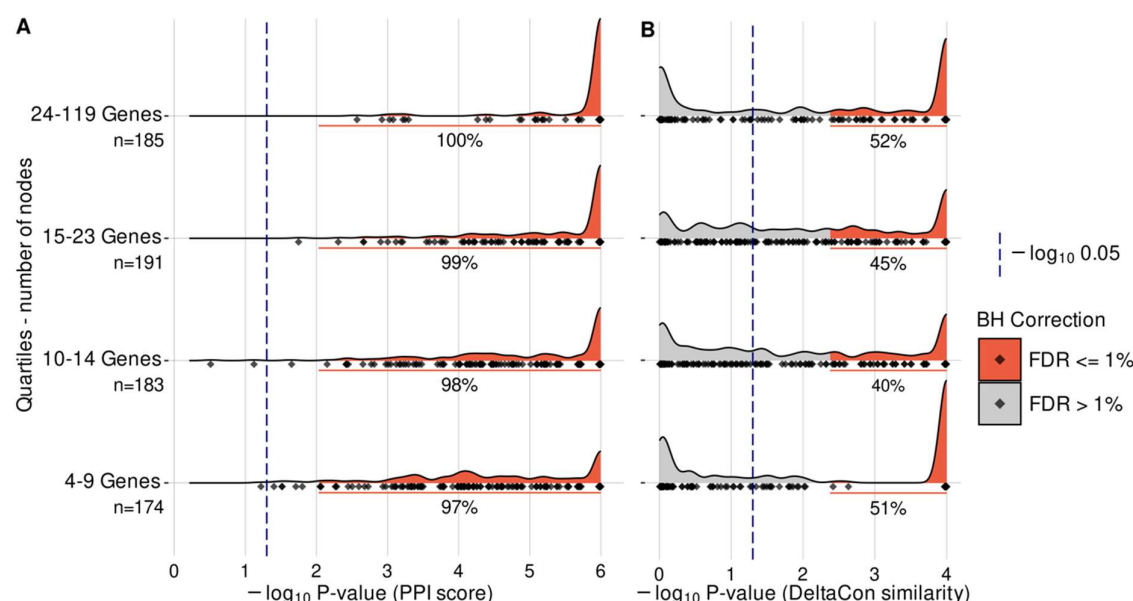 A
B
Quartiles - number of nodes
24-119 Genes
n=185
100%
52%
15-23 Genes
n=191
99%
45%
10-14 Genes
n=183
98%
40%
4-9 Genes
n=174
97%
51%
0 1 2 3 4 5 6
0 1 2 3 4
−log₁₀ P-value (PPI score)
−log₁₀ P-value (DeltaCon similarity)
−log₁₀ 0.05
BH Correction
FDR <= 1%
FDR > 1%